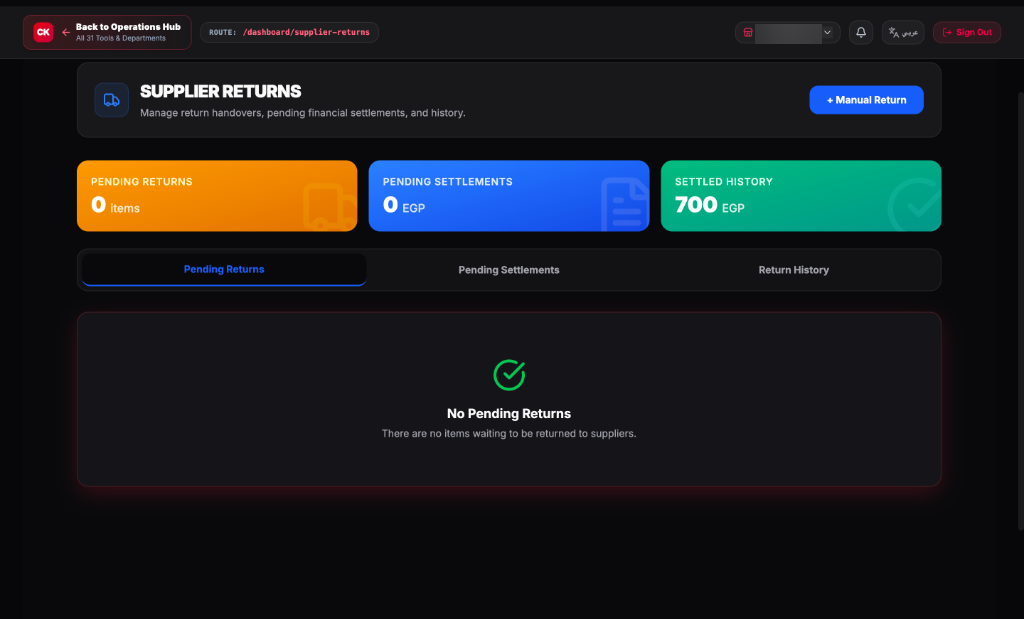 CK
Back to Operations Hub
All 31 Tools & Departments
ROUTE: /dashboard/supplier-returns
عربي
Sign Out
SUPPLIER RETURNS
Manage return handovers, pending financial settlements, and history.
+ Manual Return
PENDING RETURNS
0 items
PENDING SETTLEMENTS
0 EGP
SETTLED HISTORY
700 EGP
Pending Returns
Pending Settlements
Return History
No Pending Returns
There are no items waiting to be returned to suppliers.